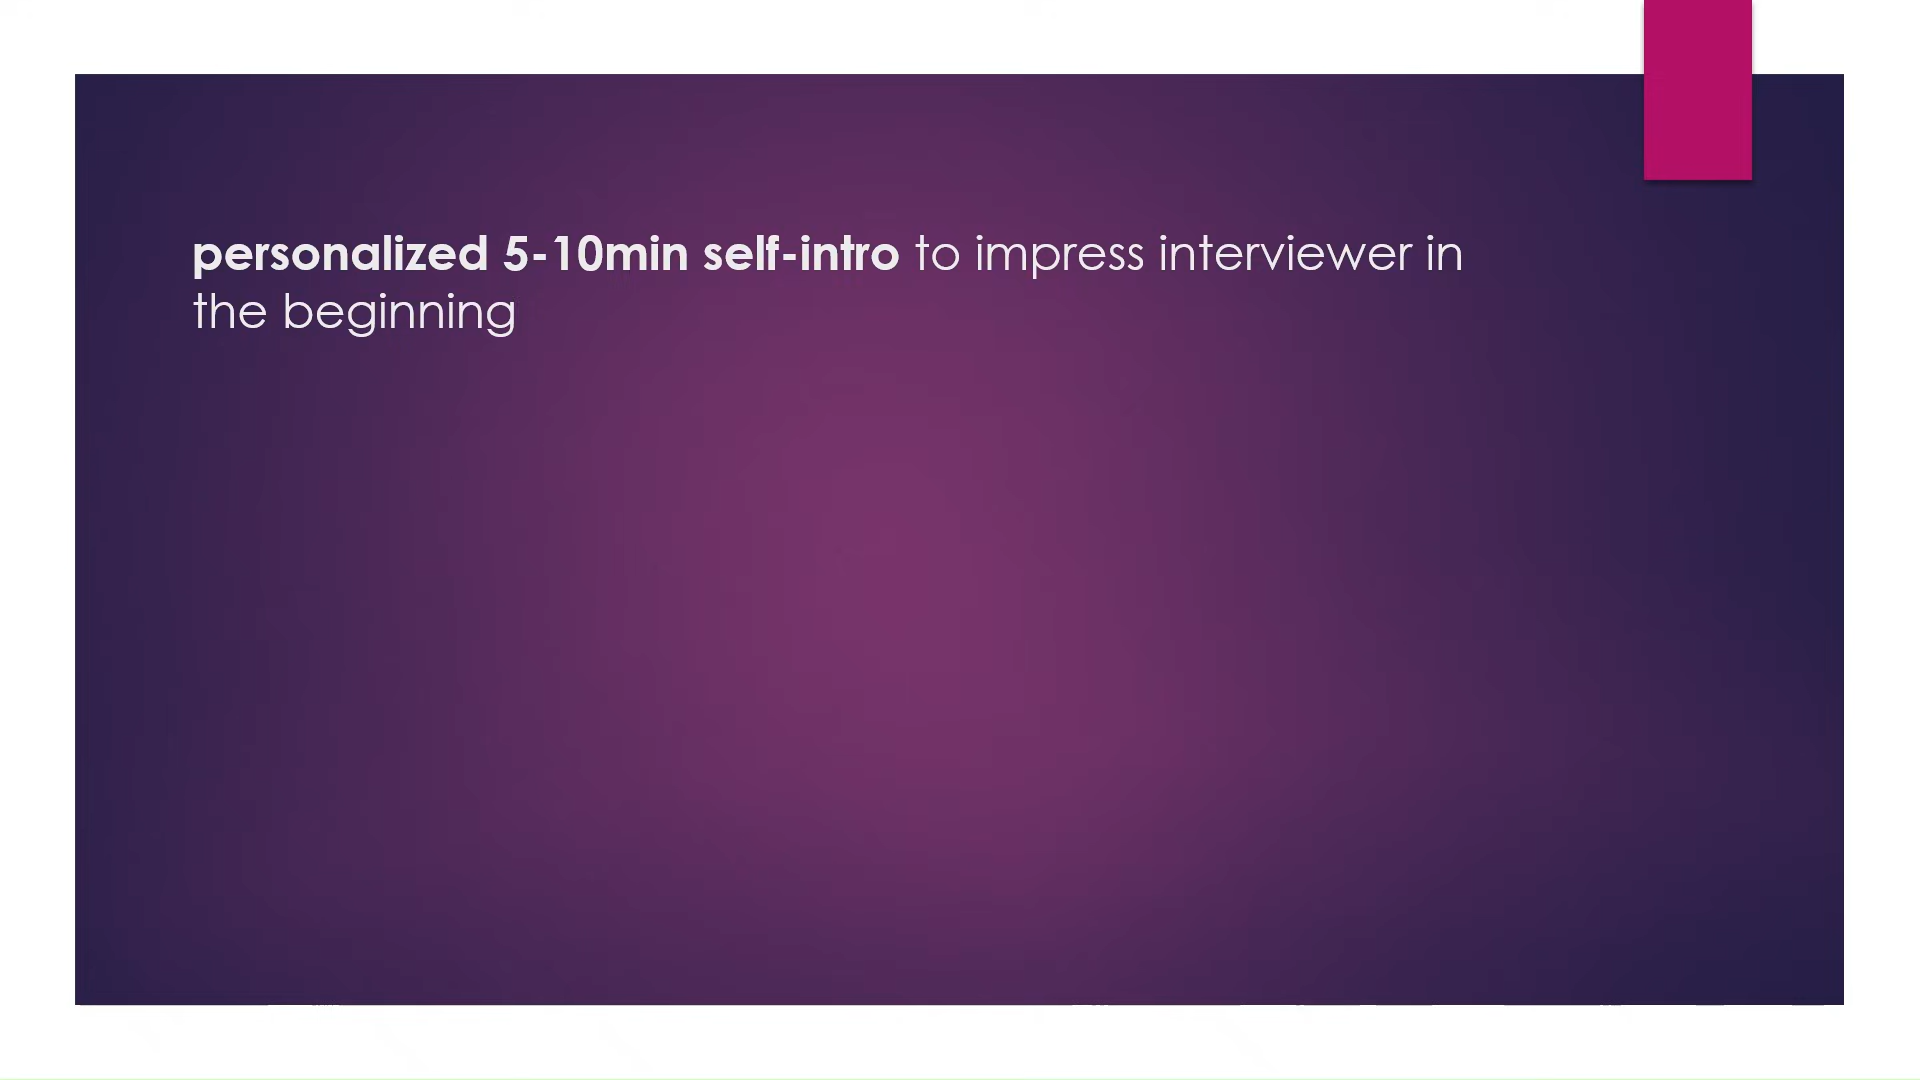 personalized 5-10min self-intro to impress interviewer in
the beginning